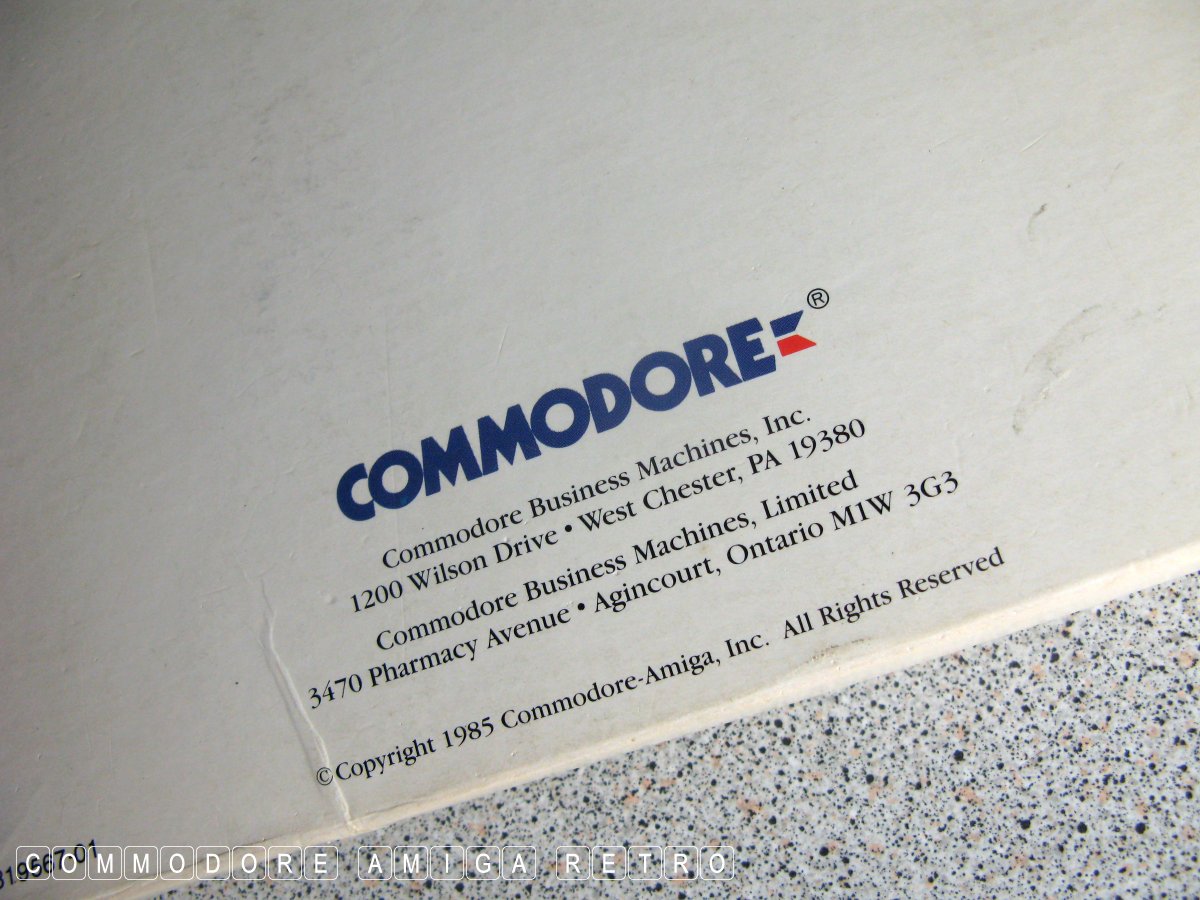 COMMODORE®
Commodore Business Machines, Inc.
1200 Wilson Drive • West Chester, PA 19380
Commodore Business Machines, Limited
3470 Pharmacy Avenue • Agincourt, Ontario M1W 3G3
©Copyright 1985 Commodore-Amiga, Inc. All Rights Reserved
COMMODORE AMIGA RETRO